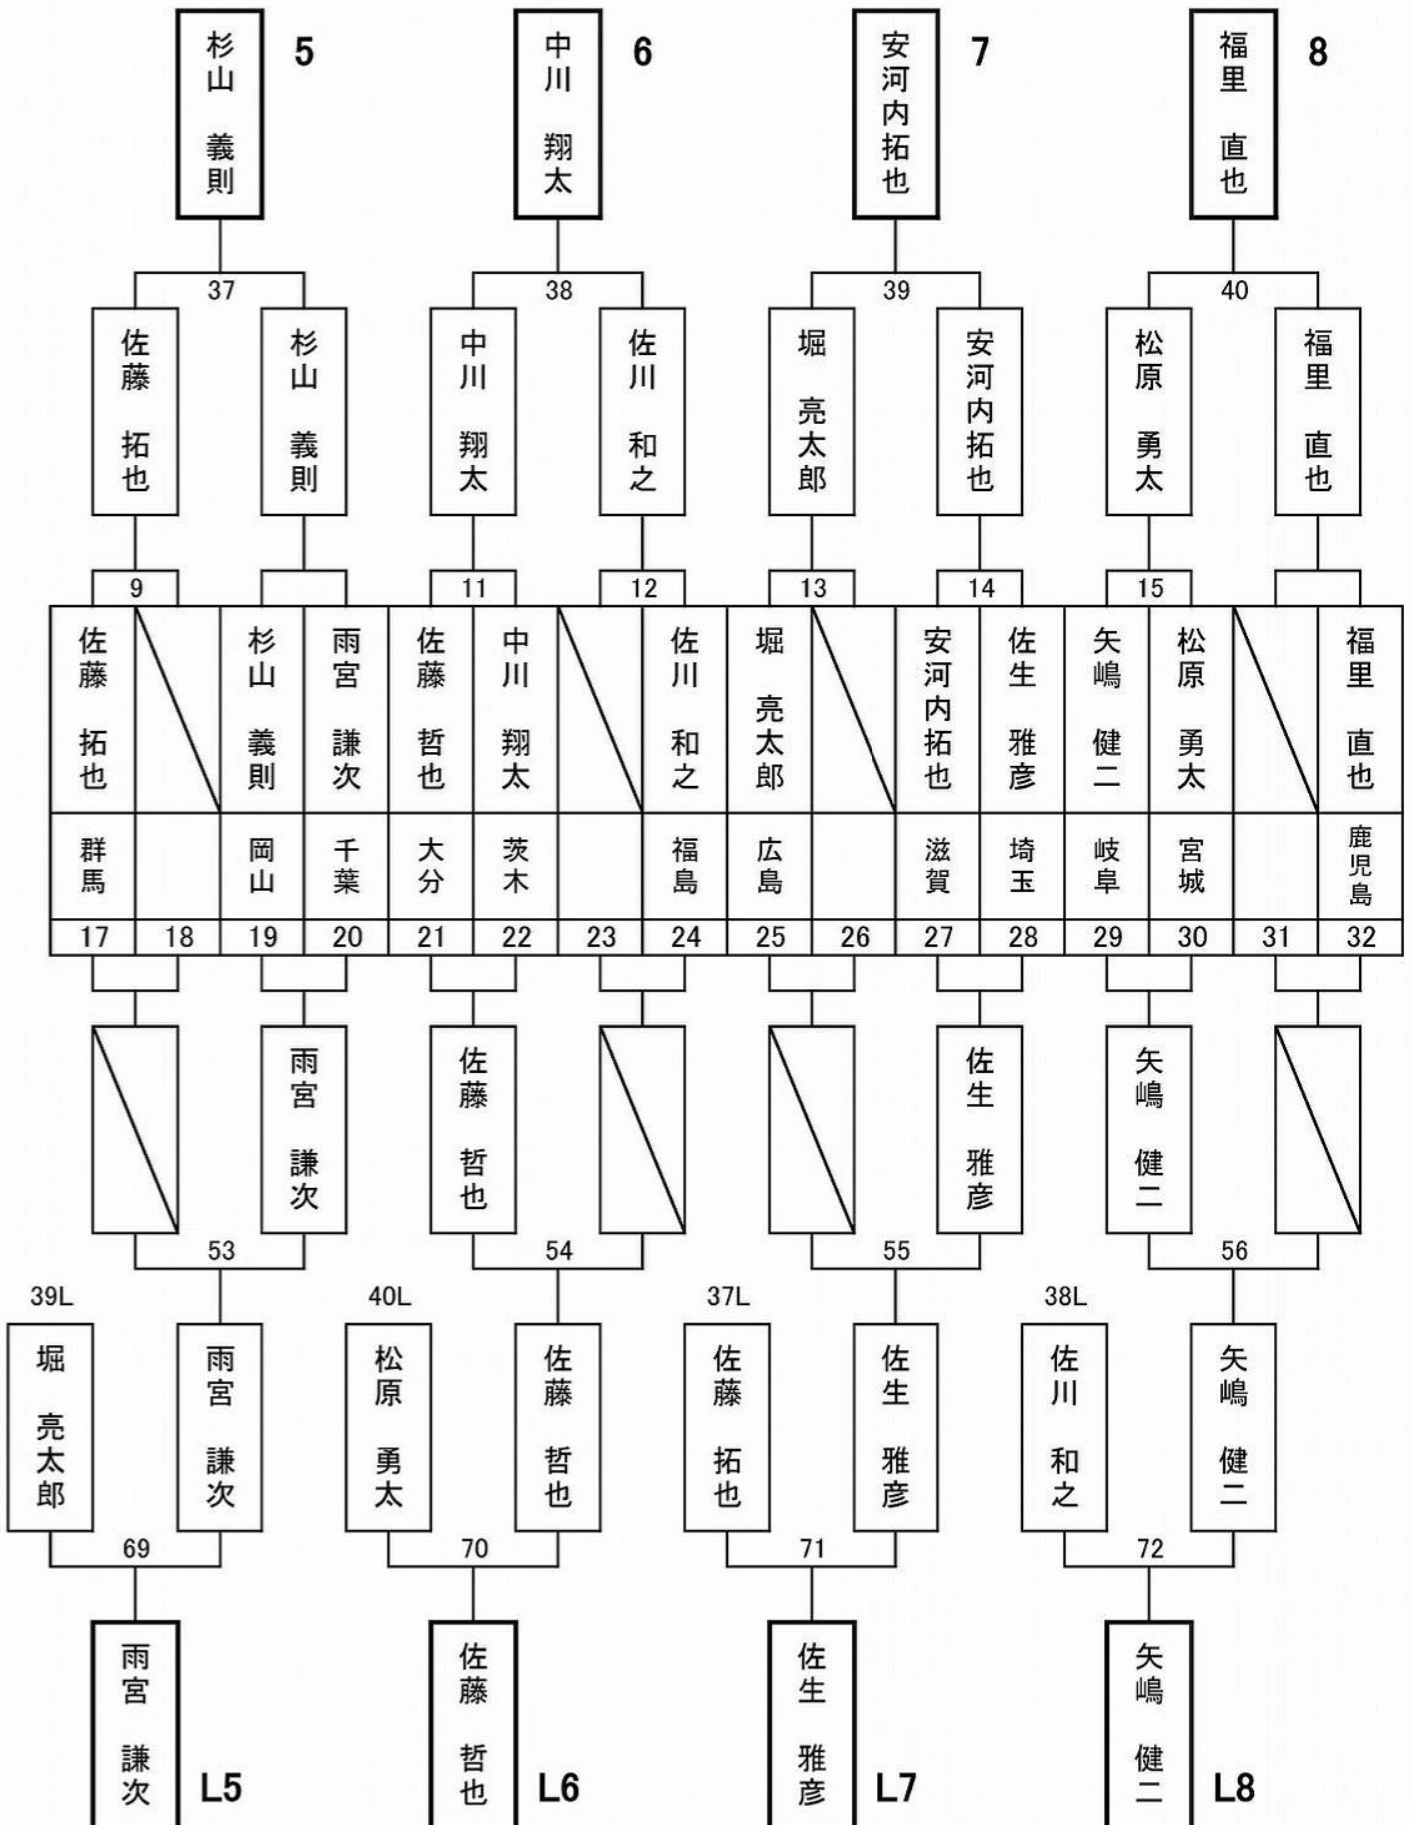 杉山 義則
5
中川 翔太
6
安河内拓也
7
福里 直也
8
37
38
39
40
佐藤 拓也
杉山 義則
中川 翔太
佐川 和之
堀 亮太郎
安河内拓也
松原 勇太
福里 直也
9
11
12
13
14
15
佐藤 拓也
杉山 義則
雨宮 謙次
佐藤 哲也
中川 翔太
佐川 和之
堀 亮太郎
安河内拓也
佐生 雅彦
矢嶋 健二
松原 勇太
福里 直也
群馬
岡山
千葉
大分
茨木
福島
広島
滋賀
埼玉
岐阜
宮城
鹿児島
17
18
19
20
21
22
23
24
25
26
27
28
29
30
31
32
雨宮 謙次
佐藤 哲也
佐生 雅彦
矢嶋 健二
53
54
55
56
39L
40L
37L
38L
堀 亮太郎
雨宮 謙次
松原 勇太
佐藤 哲也
佐藤 拓也
佐生 雅彦
佐川 和之
矢嶋 健二
69
70
71
72
雨宮 謙次
L5
佐藤 哲也
L6
佐生 雅彦
L7
矢嶋 健二
L8